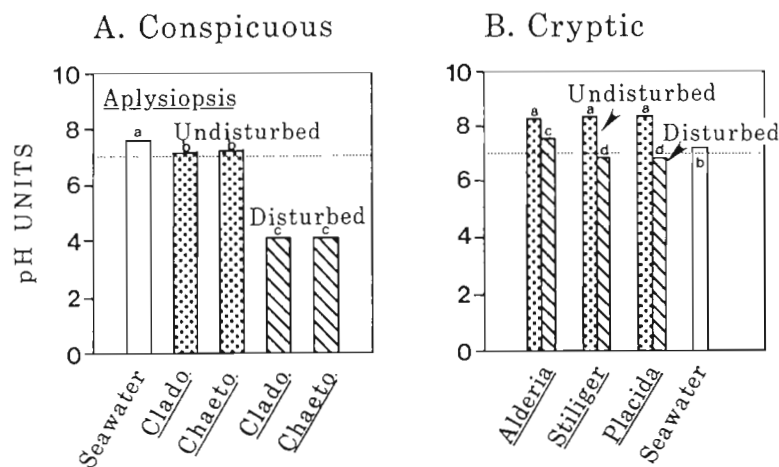 A. Conspicuous
10
8
6
4
2
0
pH UNITS
Aplysiopsis
a
Undisturbed
b
b
Disturbed
c
c
Seawater
Clado.
Chaeto.
Clado.
Chaeto.
B. Cryptic
10
8
6
4
2
0
Undisturbed
a
a
a
Disturbed
c
d
d
b
Alderia
Stiliger
Placida
Seawater